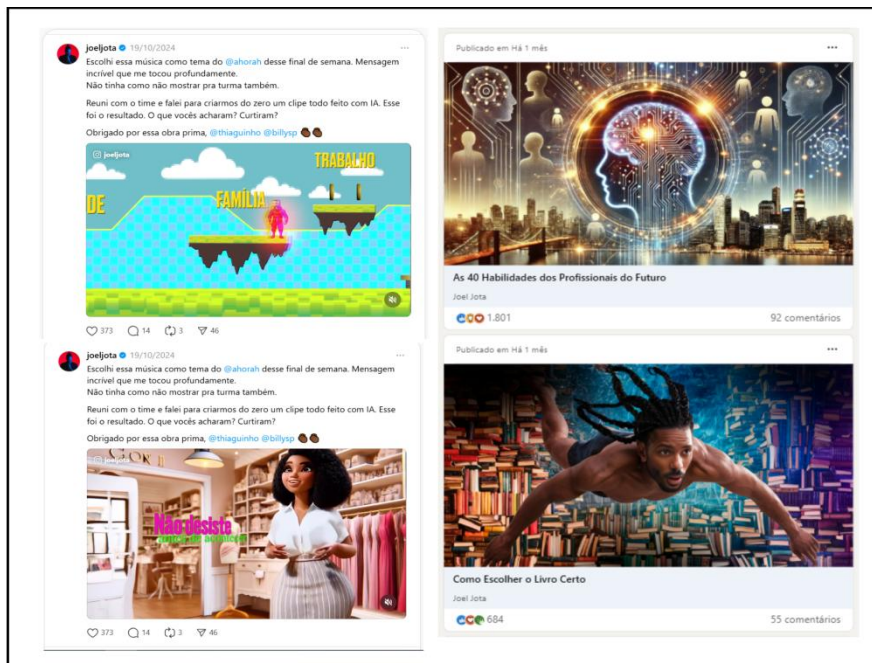 joeljota 19/10/2024
Escolhi essa música como tema do @ahorah desse final de semana. Mensagem
incrível que me tocou profundamente.
Não tinha como não mostrar pra turma também.
Reuni com o time e falei para criarmos do zero um clipe todo feito com IA. Esse
foi o resultado. O que vocês acharam? Curtiram?
Obrigado por essa obra prima, @thiaguinho @billysp
joeljota
TRABALHO
FAMÍLIA
DE
373 14 3 46
joeljota 19/10/2024
Escolhi essa música como tema do @ahorah desse final de semana. Mensagem
incrível que me tocou profundamente.
Não tinha como não mostrar pra turma também.
Reuni com o time e falei para criarmos do zero um clipe todo feito com IA. Esse
foi o resultado. O que vocês acharam? Curtiram?
Obrigado por essa obra prima, @thiaguinho @billysp
joeljota
Não desiste
373 14 3 46
Publicado em Há 1 mês
As 40 Habilidades dos Profissionais do Futuro
Joel Jota
1.801 92 comentários
Publicado em Há 1 mês
Como Escolher o Livro Certo
Joel Jota
684 55 comentários